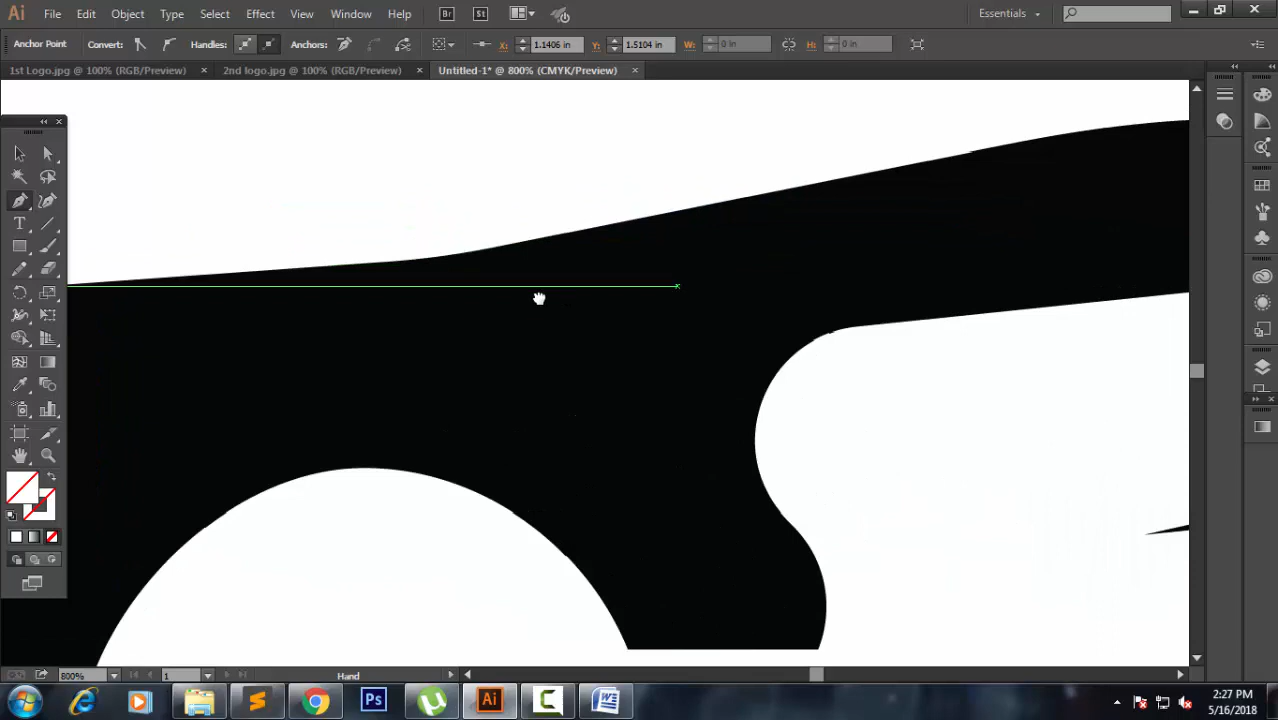 Ai File Edit Object Type Select Effect View Window Help Br St Essentials
Anchor Point Convert: Handles: Anchors: X: 1.1406 in Y: 1.5104 in W: 0 in H: 0 in
1st Logo.jpg @ 100% (RGB/Preview) × 2nd logo.jpg @ 100% (RGB/Preview) × Untitled-1* @ 800% (CMYK/Preview) ×
T
800% 1 Hand
Ps Ai C W 2:27 PM
5/16/2018